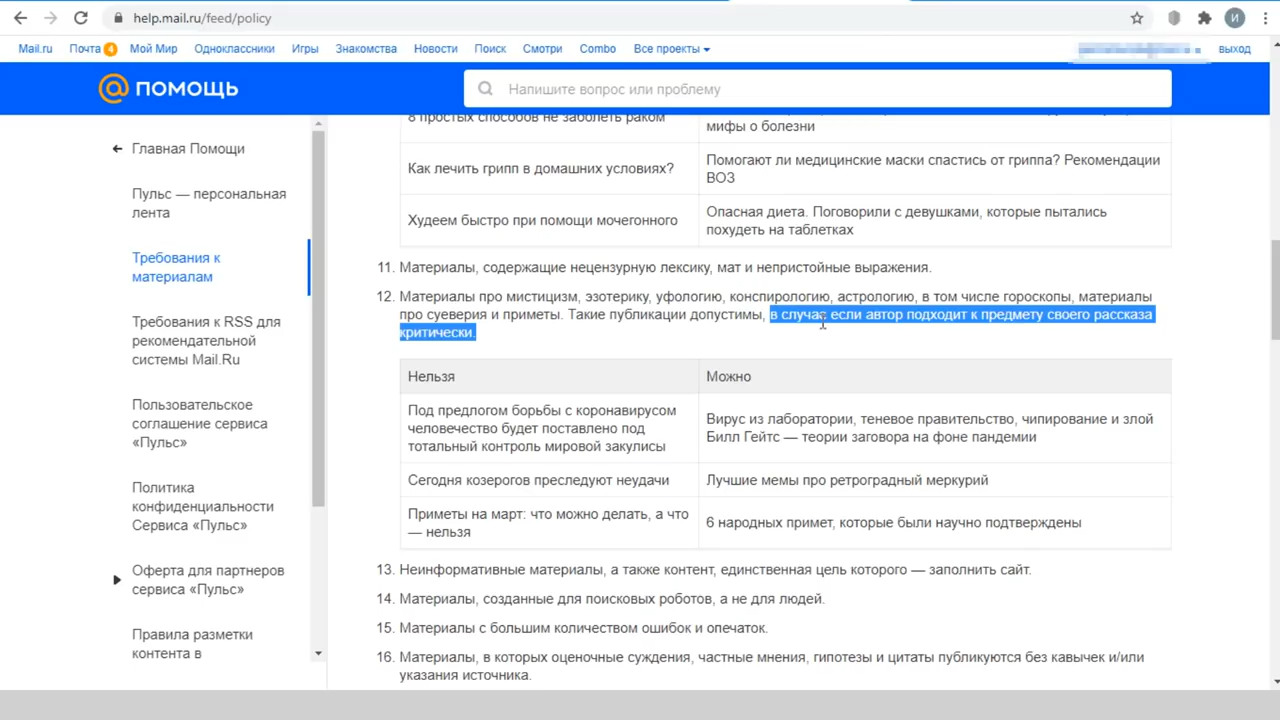 help.mail.ru/feed/policy
И
Mail.ru Почта 4 Мой Мир Одноклассники Игры Знакомства Новости Поиск Смотри Combo Все проекты выход
@ ПОМОЩЬ
Напишите вопрос или проблему
Главная Помощи
Пульс — персональная
лента
Требования к
материалам
Требования к RSS для
рекомендательной
системы Mail.Ru
Пользовательское
соглашение сервиса
«Пульс»
Политика
конфиденциальности
Сервиса «Пульс»
Оферта для партнеров
сервиса «Пульс»
Правила разметки
контента в
8 простых способов не заболеть раком
мифы о болезни
Как лечить грипп в домашних условиях?
Помогают ли медицинские маски спастись от гриппа? Рекомендации
ВОЗ
Худеем быстро при помощи мочегонного
Опасная диета. Поговорили с девушками, которые пытались
похудеть на таблетках
11. Материалы, содержащие нецензурную лексику, мат и непристойные выражения.
12. Материалы про мистицизм, эзотерику, уфологию, конспирологию, астрологию, в том числе гороскопы, материалы
про суеверия и приметы. Такие публикации допустимы, в случае если автор подходит к предмету своего рассказа
критически.
Нельзя
Можно
Под предлогом борьбы с коронавирусом
человечество будет поставлено под
тотальный контроль мировой закулисы
Вирус из лаборатории, теневое правительство, чипирование и злой
Билл Гейтс — теории заговора на фоне пандемии
Сегодня козерогов преследуют неудачи
Лучшие мемы про ретроградный меркурий
Приметы на март: что можно делать, а что
— нельзя
6 народных примет, которые были научно подтверждены
13. Неинформативные материалы, а также контент, единственная цель которого — заполнить сайт.
14. Материалы, созданные для поисковых роботов, а не для людей.
15. Материалы с большим количеством ошибок и опечаток.
16. Материалы, в которых оценочные суждения, частные мнения, гипотезы и цитаты публикуются без кавычек и/или
указания источника.